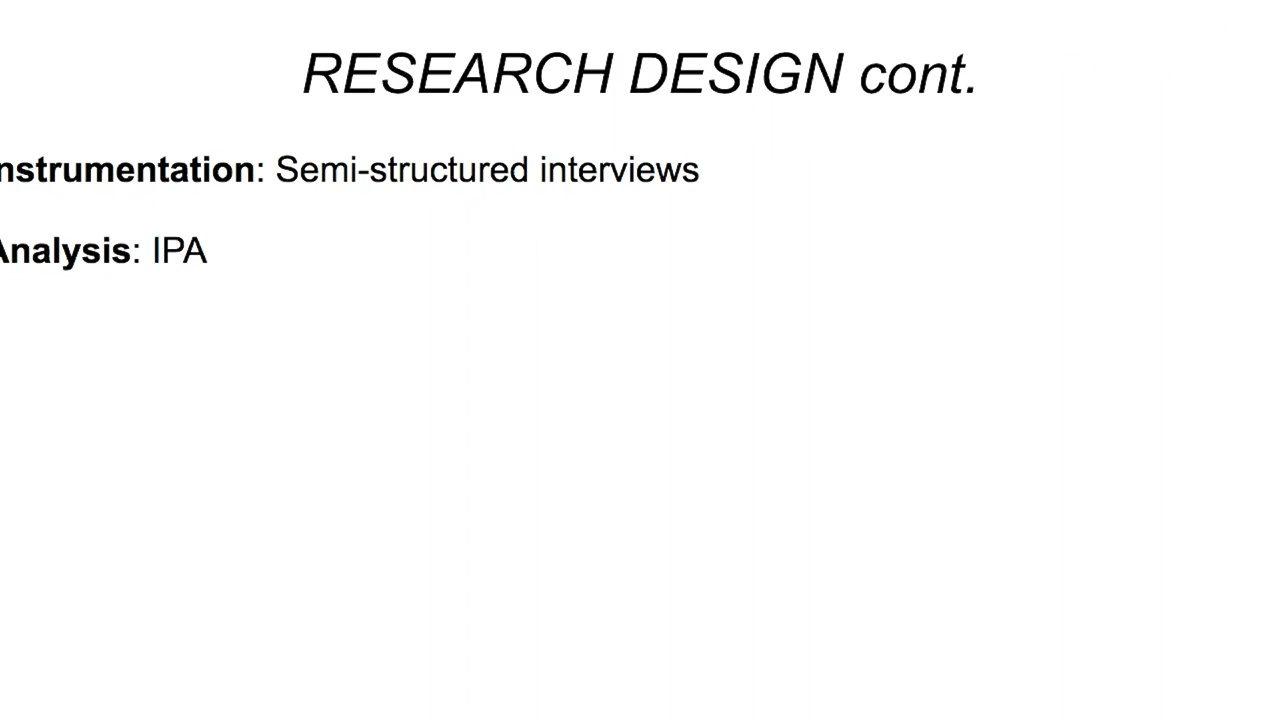 RESEARCH DESIGN cont.
nstrumentation: Semi-structured interviews
Analysis: IPA